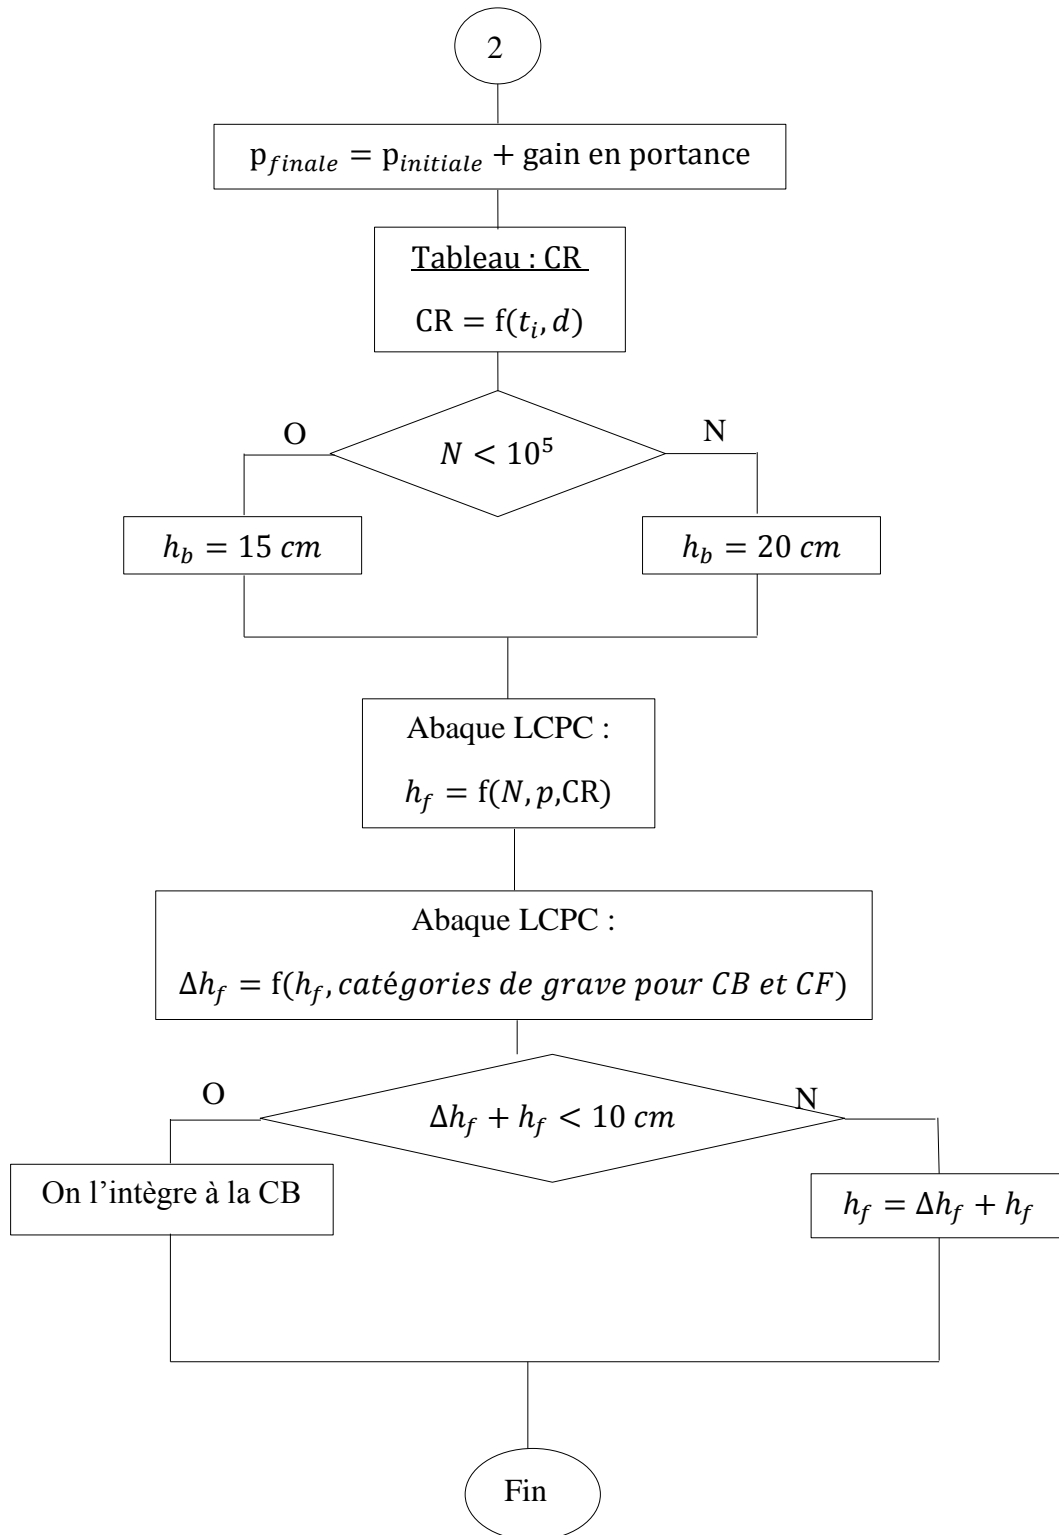 2
p_finale = p_initiale + gain en portance
Tableau : CR
CR = f(t_i, d)
O
N
N < 10^5
h_b = 15 cm
h_b = 20 cm
Abaque LCPC :
h_f = f(N, p,CR)
Abaque LCPC :
Δh_f = f(h_f, catégories de grave pour CB et CF)
O
N
Δh_f + h_f < 10 cm
On l’intègre à la CB
h_f = Δh_f + h_f
Fin